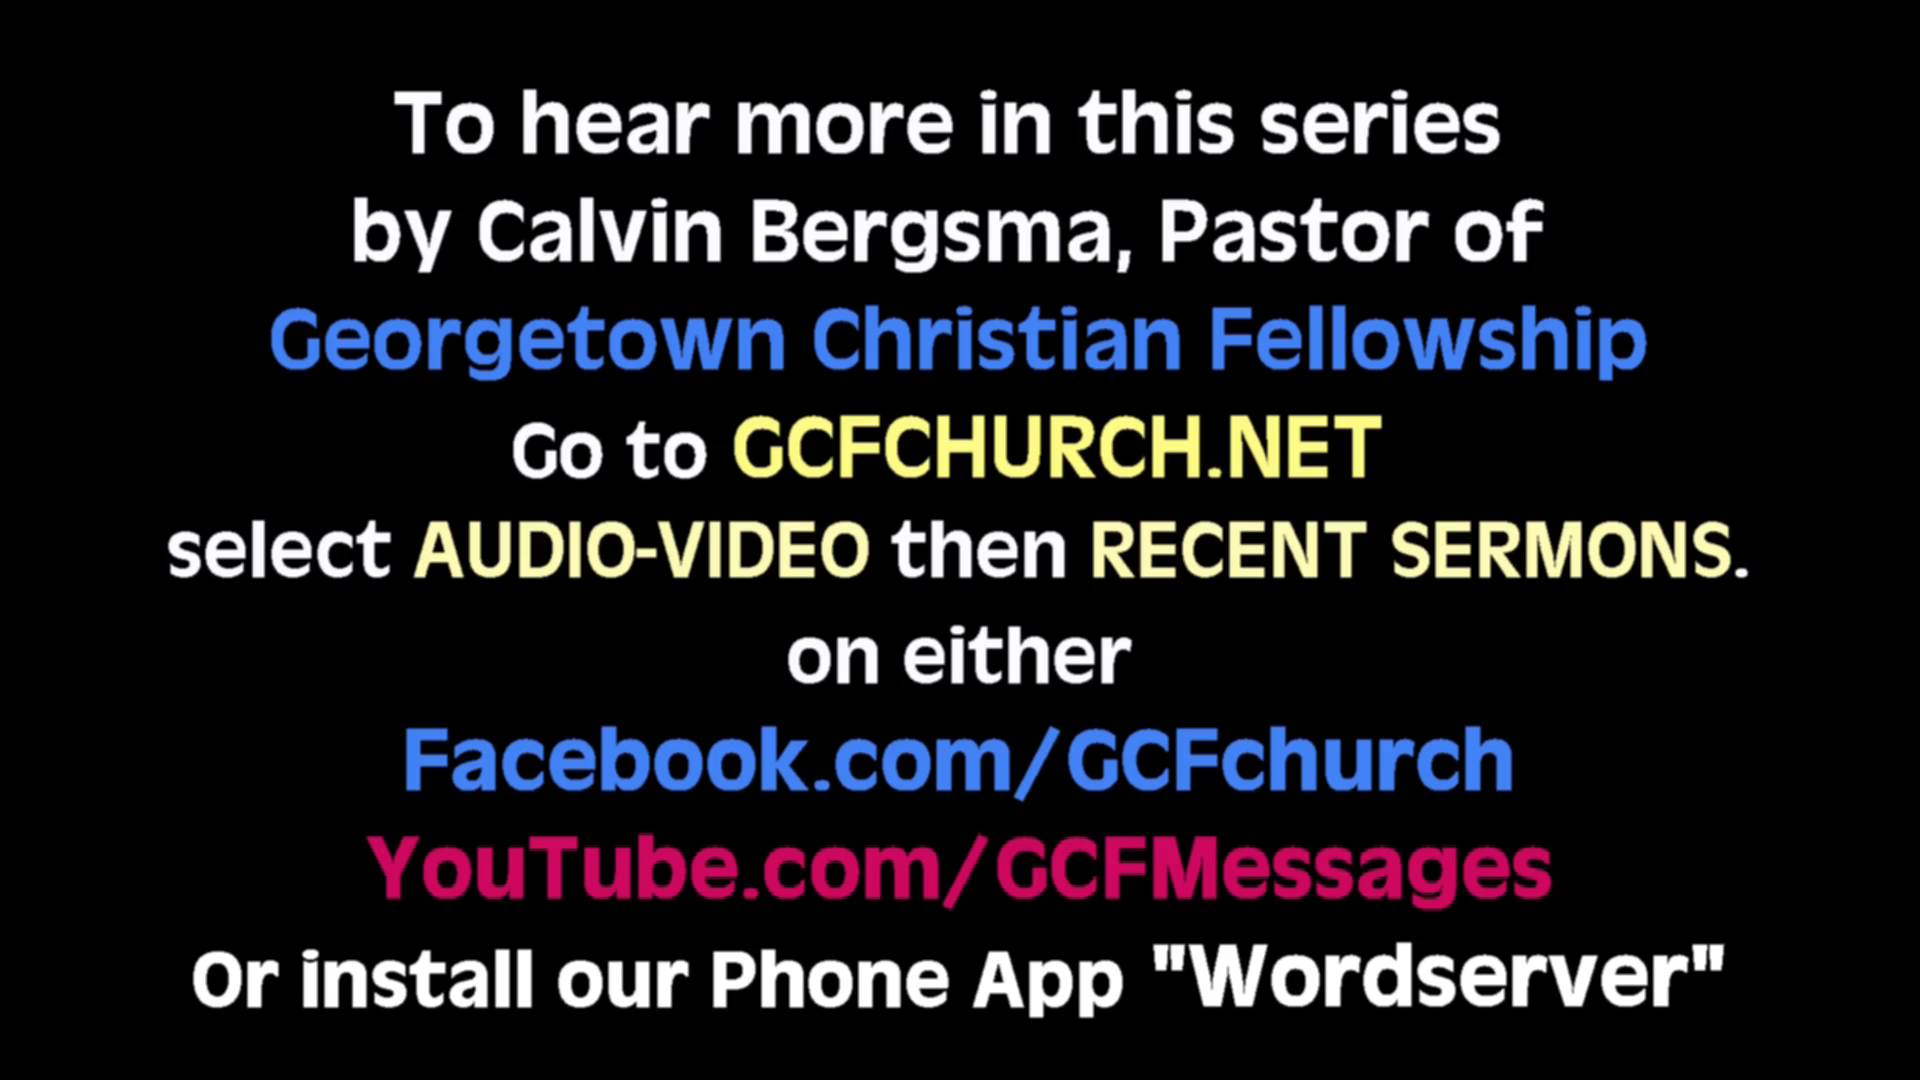 To hear more in this series
by Calvin Bergsma, Pastor of
Georgetown Christian Fellowship
Go to GCFCHURCH.NET
select AUDIO-VIDEO then RECENT SERMONS.
on either
Facebook.com/GCFchurch
YouTube.com/GCFMessages
Or install our Phone App "Wordserver"